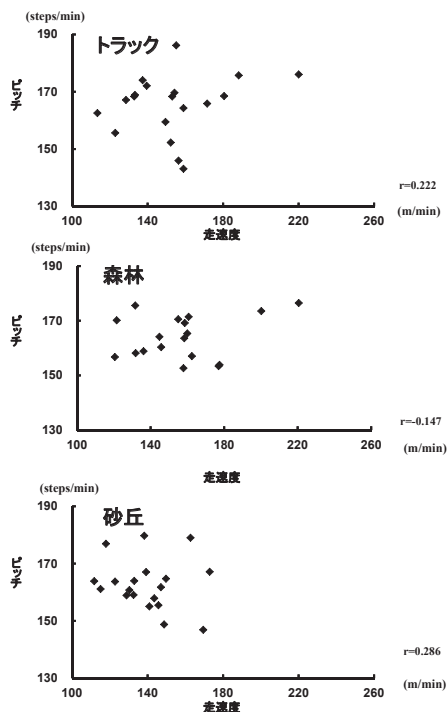 (steps/min)
190
トラック
170
ピッチ
150
130
r=0.222
100 140 180 220 260
(m/min)
走速度
(steps/min)
190
森林
170
ピッチ
150
130
r=-0.147
100 140 180 220 260
(m/min)
走速度
(steps/min)
190
砂丘
170
ピッチ
150
130
r=0.286
100 140 180 220 260
(m/min)
走速度